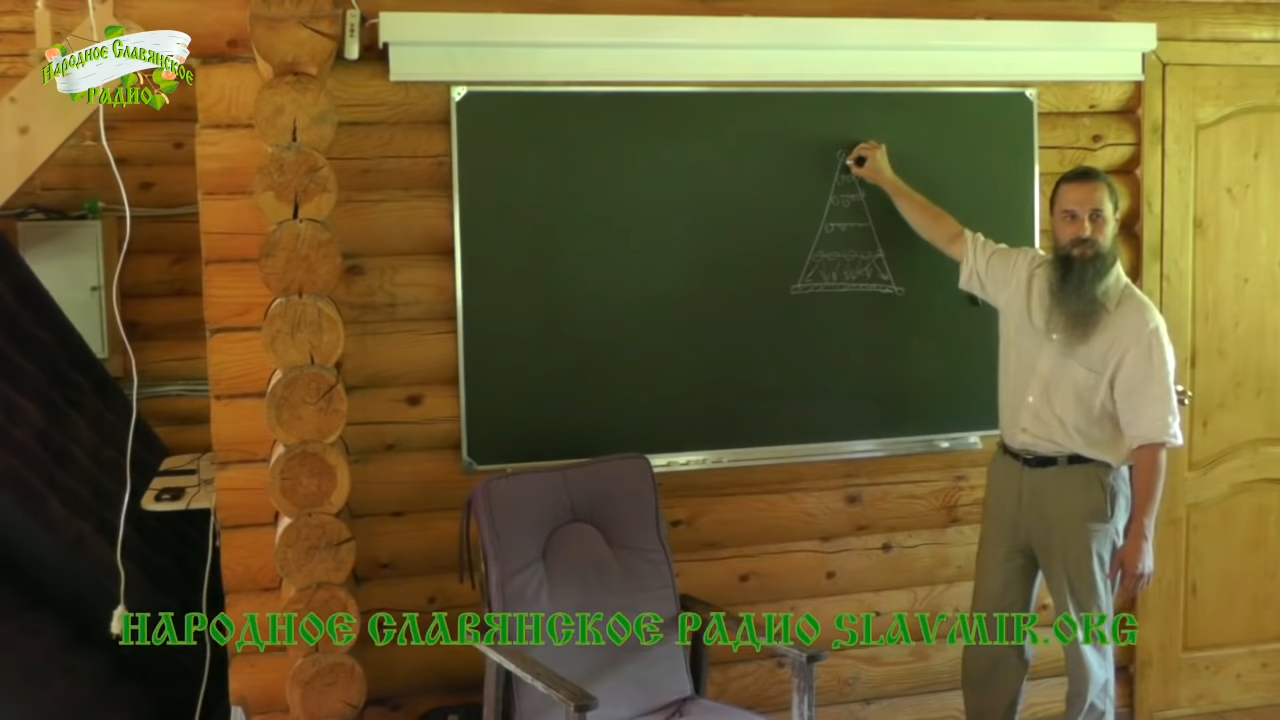 Народное Славянское
Радио
НАРОДНОЕ СЛАВЯНСКОЕ РАДИО SLAVMIR.ORG